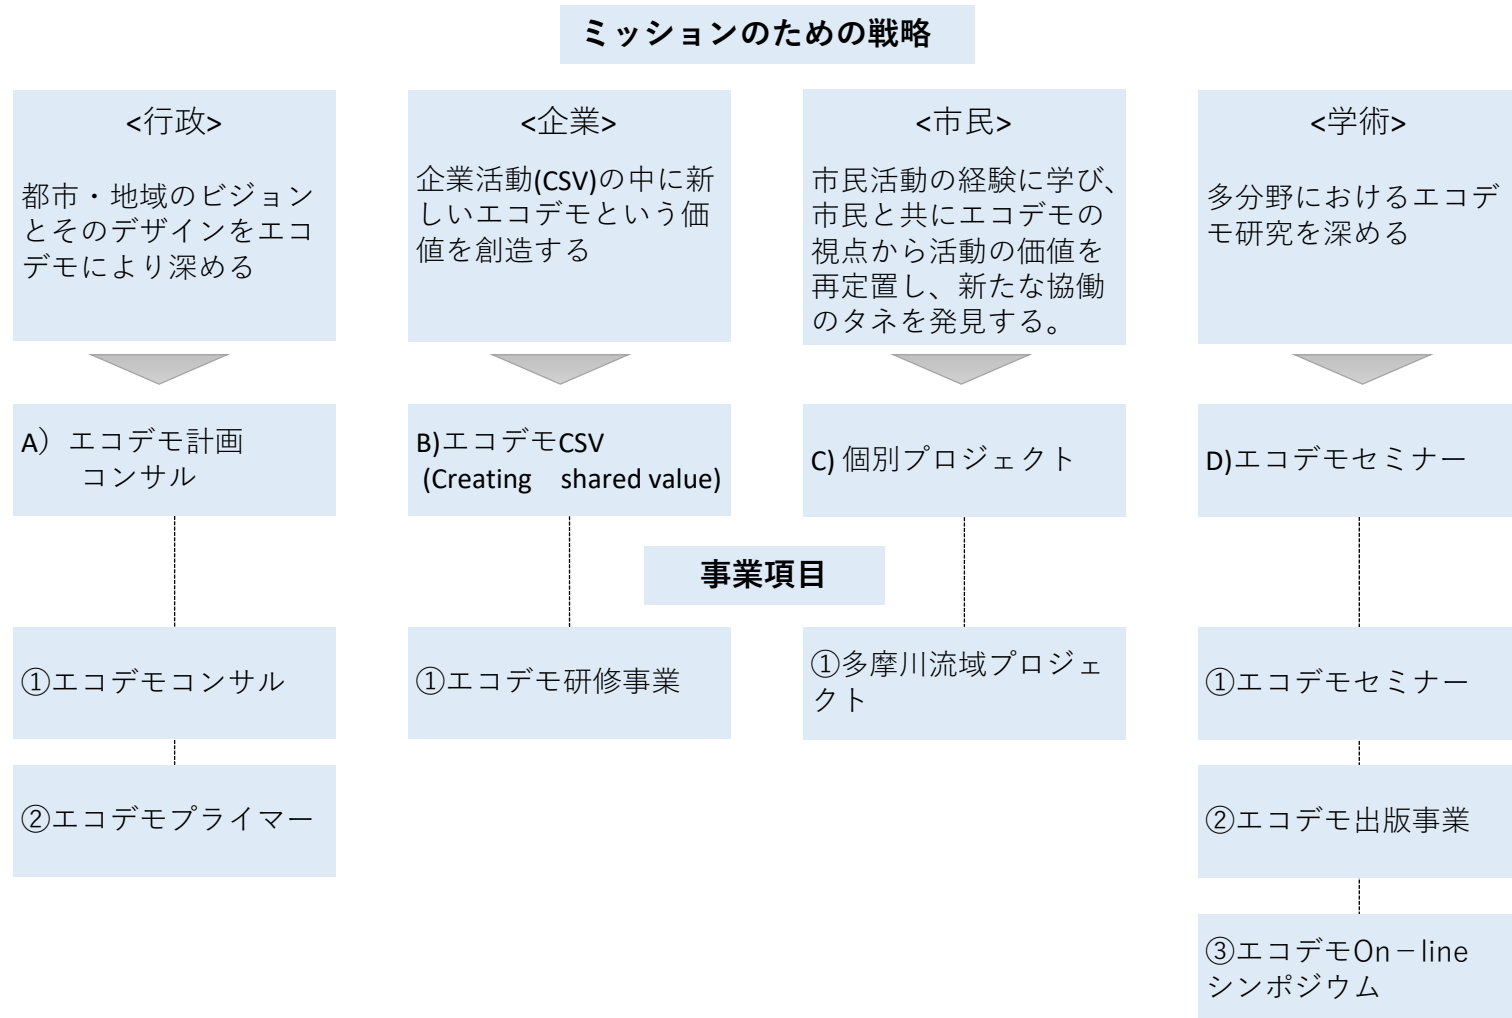 ミッションのための戦略
<行政>
都市・地域のビジョン
とそのデザインをエコ
デモにより深める
<企業>
企業活動(CSV)の中に新
しいエコデモという価
値を創造する
<市民>
市民活動の経験に学び、
市民と共にエコデモの
視点から活動の価値を
再定置し、新たな協働
のタネを発見する。
<学術>
多分野におけるエコデ
モ研究を深める
A）エコデモ計画
コンサル
B)エコデモCSV
(Creating　shared value)
C) 個別プロジェクト
D)エコデモセミナー
事業項目
①エコデモコンサル
①エコデモ研修事業
①多摩川流域プロジェ
クト
①エコデモセミナー
②エコデモプライマー
②エコデモ出版事業
③エコデモOn－line
シンポジウム